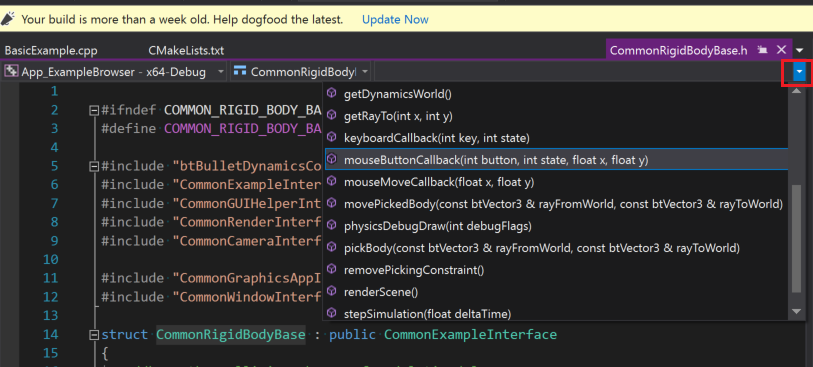 Your build is more than a week old. Help dogfood the latest. Update Now
BasicExample.cpp CMakeLists.txt CommonRigidBodyBase.h
App_ExampleBrowser - x64-Debug CommonRigidBody
1
2 #ifndef COMMON_RIGID_BODY_BA
3 #define COMMON_RIGID_BODY_BA
4
5 #include "btBulletDynamicsCo
6 #include "CommonExampleInter
7 #include "CommonGUIHelperInt
8 #include "CommonRenderInterf
9 #include "CommonCameraInterf
10
11 #include "CommonGraphicsAppI
12 #include "CommonWindowInterf
13
14 struct CommonRigidBodyBase : public CommonExampleInterface
15 {
getDynamicsWorld()
getRayTo(int x, int y)
keyboardCallback(int key, int state)
mouseButtonCallback(int button, int state, float x, float y)
mouseMoveCallback(float x, float y)
movePickedBody(const btVector3 & rayFromWorld, const btVector3 & rayToWorld)
physicsDebugDraw(int debugFlags)
pickBody(const btVector3 & rayFromWorld, const btVector3 & rayToWorld)
removePickingConstraint()
renderScene()
stepSimulation(float deltaTime)